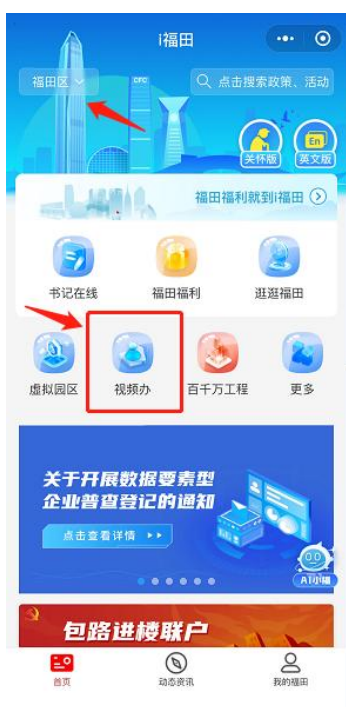 i福田
福田区
CFC
点击搜索政策、活动
En
关怀版
英文版
福田福利就到i福田
书记在线
福田福利
逛逛福田
虚拟园区
视频办
百千万工程
更多
关于开展数据要素型
企业普查登记的通知
点击查看详情
AI小福
包路进楼联户
首页
动态资讯
我的福田